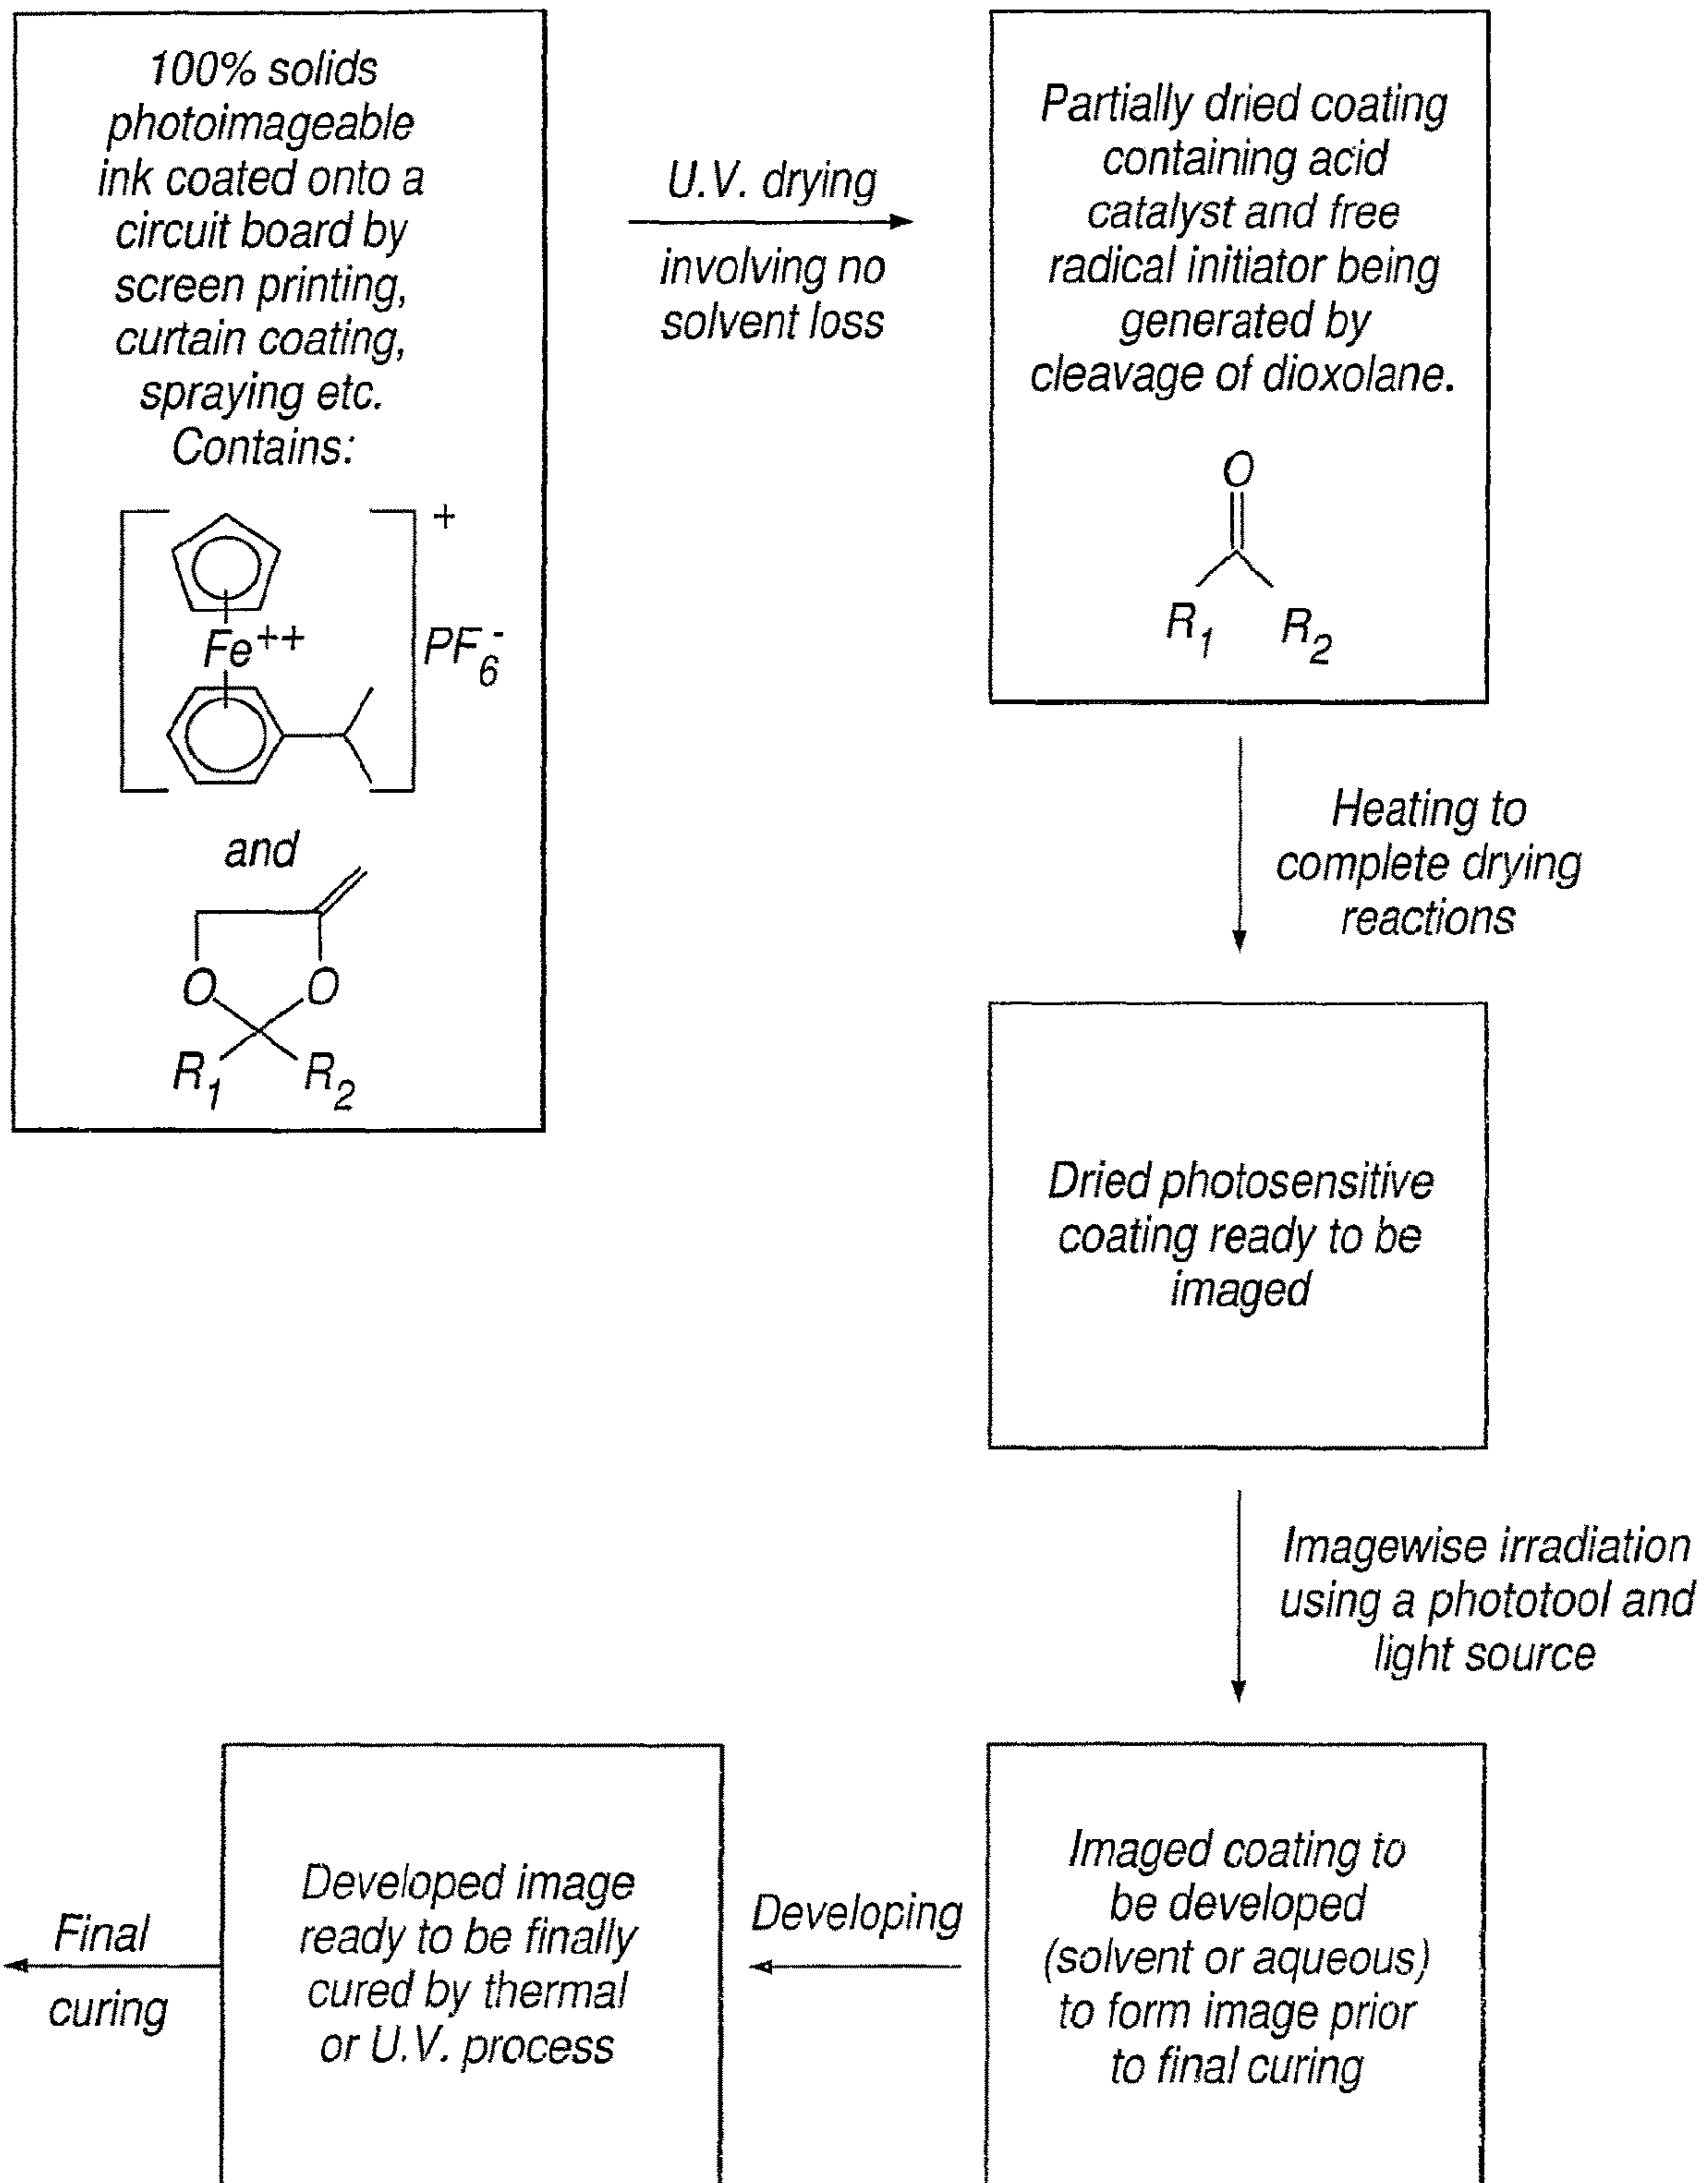 100% solids
photoimageable
ink coated onto a
circuit board by
screen printing,
curtain coating,
spraying etc.
Contains:
+
Fe++
PF6-
and
O O
R1 R2
U.V. drying
involving no
solvent loss
Partially dried coating
containing acid
catalyst and free
radical initiator being
generated by
cleavage of dioxolane.
O
R1 R2
Heating to
complete drying
reactions
Dried photosensitive
coating ready to be
imaged
Imagewise irradiation
using a phototool and
light source
Imaged coating to
be developed
(solvent or aqueous)
to form image prior
to final curing
Developing
Developed image
ready to be finally
cured by thermal
or U.V. process
Final
curing